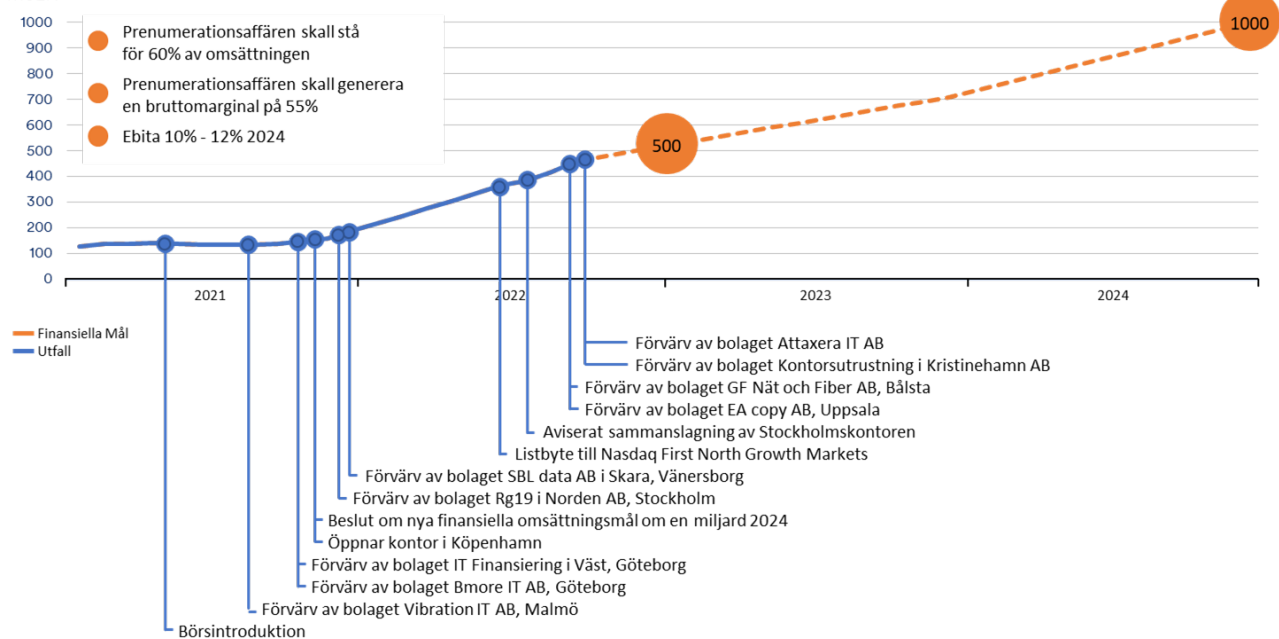 1000
900
800
700
600
500
400
300
200
100
0
Prenumerationsaffären skall stå
för 60% av omsättningen
Prenumerationsaffären skall generera
en bruttomarginal på 55%
Ebita 10% - 12% 2024
500
1000
2021
2022
2023
2024
Finansiella Mål
Utfall
Förvärv av bolaget Attaxera IT AB
Förvärv av bolaget Kontorsutrustning i Kristinehamn AB
Förvärv av bolaget GF Nät och Fiber AB, Bålsta
Förvärv av bolaget EA copy AB, Uppsala
Aviserat sammanslagning av Stockholmskontoren
Listbyte till Nasdaq First North Growth Markets
Förvärv av bolaget SBL data AB i Skara, Vänersborg
Förvärv av bolaget Rg19 i Norden AB, Stockholm
Beslut om nya finansiella omsättningsmål om en miljard 2024
Öppnar kontor i Köpenhamn
Förvärv av bolaget IT Finansiering i Väst, Göteborg
Förvärv av bolaget Bmore IT AB, Göteborg
Förvärv av bolaget Vibration IT AB, Malmö
Börsintroduktion